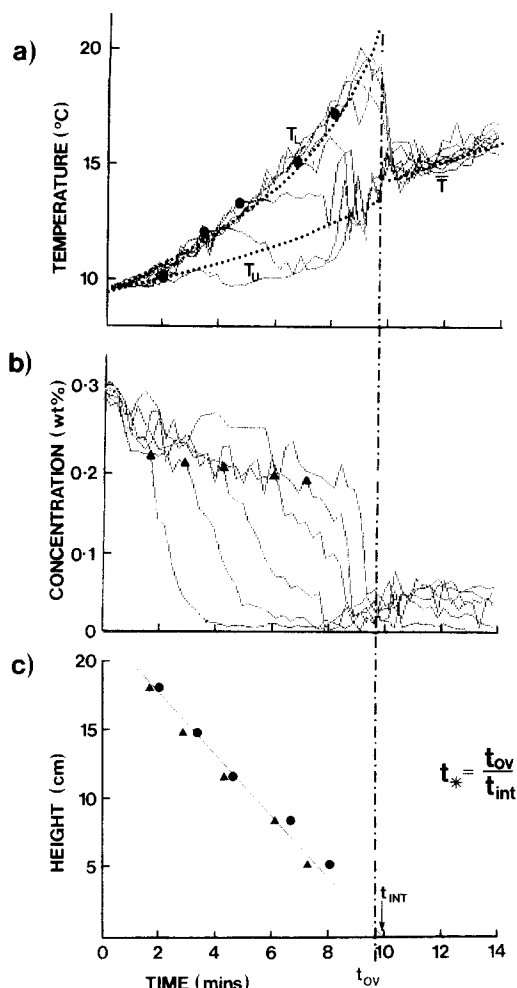 a)
TEMPERATURE (°C)
20
15
10
T_L
T_U
T̅
b)
CONCENTRATION (wt%)
0·3
0·2
0·1
0
c)
HEIGHT (cm)
20
15
10
5
t_* = t_ov / t_int
t_INT
0 2 4 6 8 10 12 14
TIME (mins)
t_OV